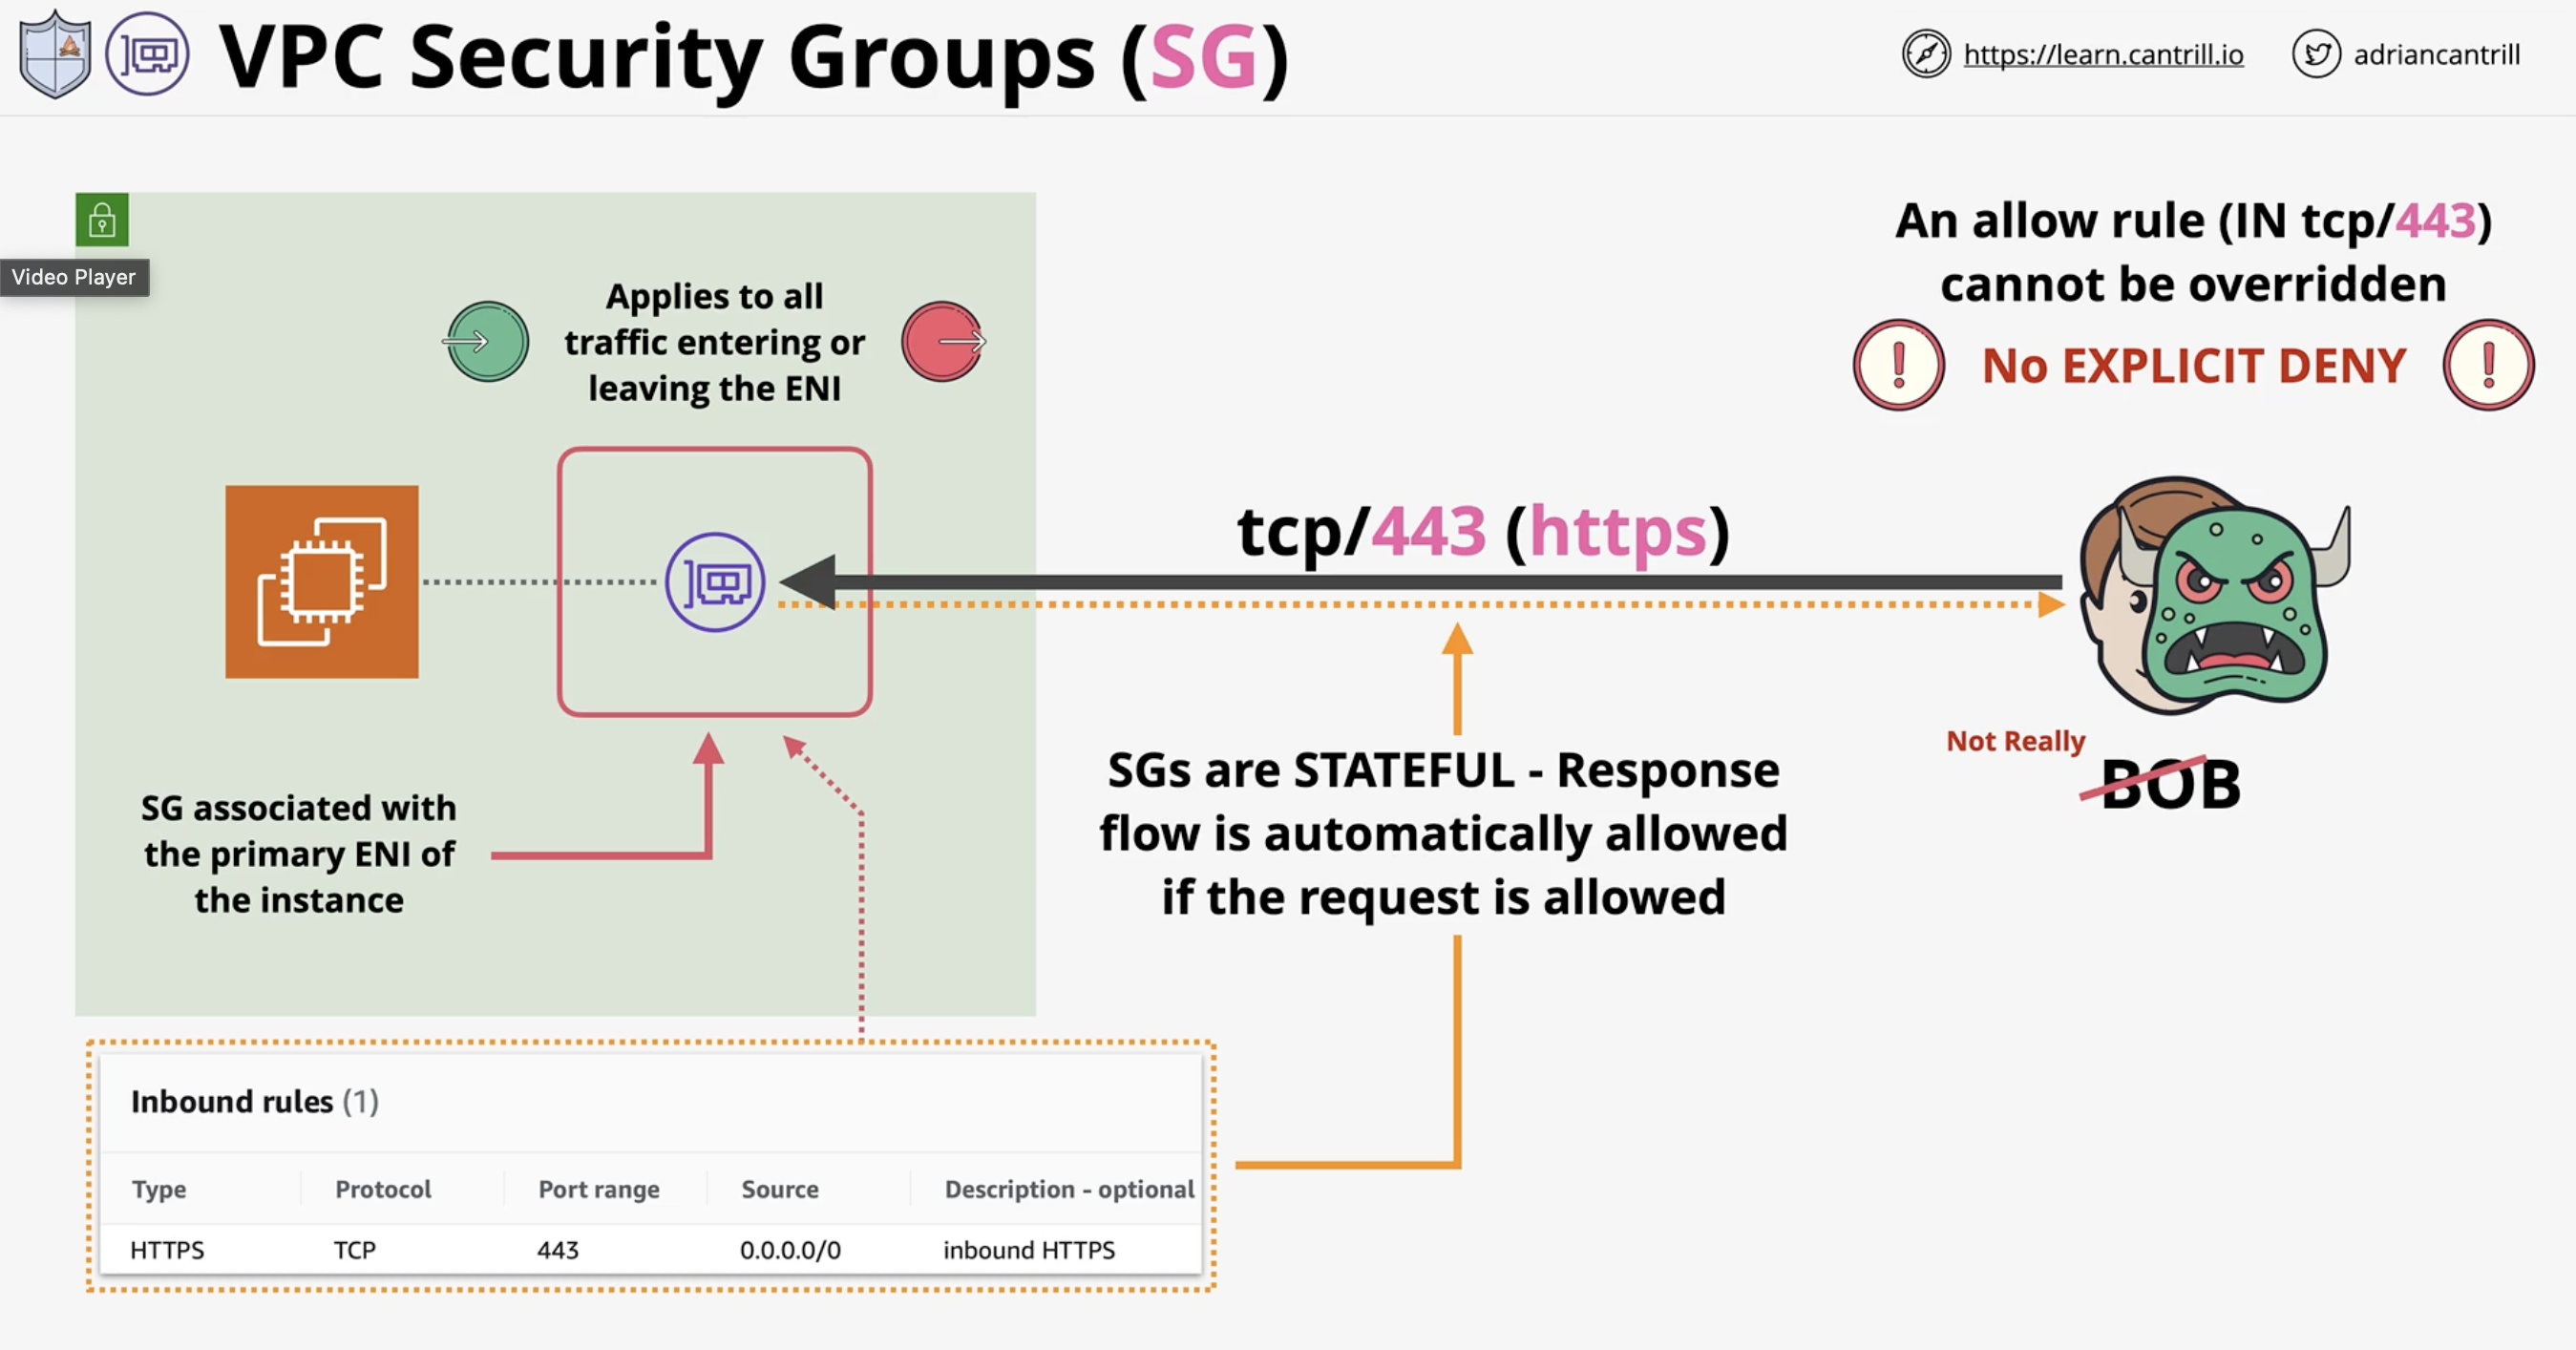 VPC Security Groups (SG)
https://learn.cantrill.io
adriancantrill
Video Player
Applies to all
traffic entering or
leaving the ENI
An allow rule (IN tcp/443)
cannot be overridden
No EXPLICIT DENY
tcp/443 (https)
Not Really
BOB
SG associated with
the primary ENI of
the instance
SGs are STATEFUL - Response
flow is automatically allowed
if the request is allowed
Inbound rules (1)
Type Protocol Port range Source Description - optional
HTTPS TCP 443 0.0.0.0/0 inbound HTTPS